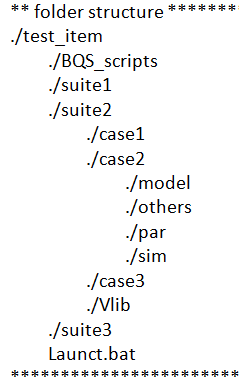 ** folder structure ********
./test_item
./BQS_scripts
./suite1
./suite2
./case1
./case2
./model
./others
./par
./sim
./case3
./Vlib
./suite3
Launct.bat
************************